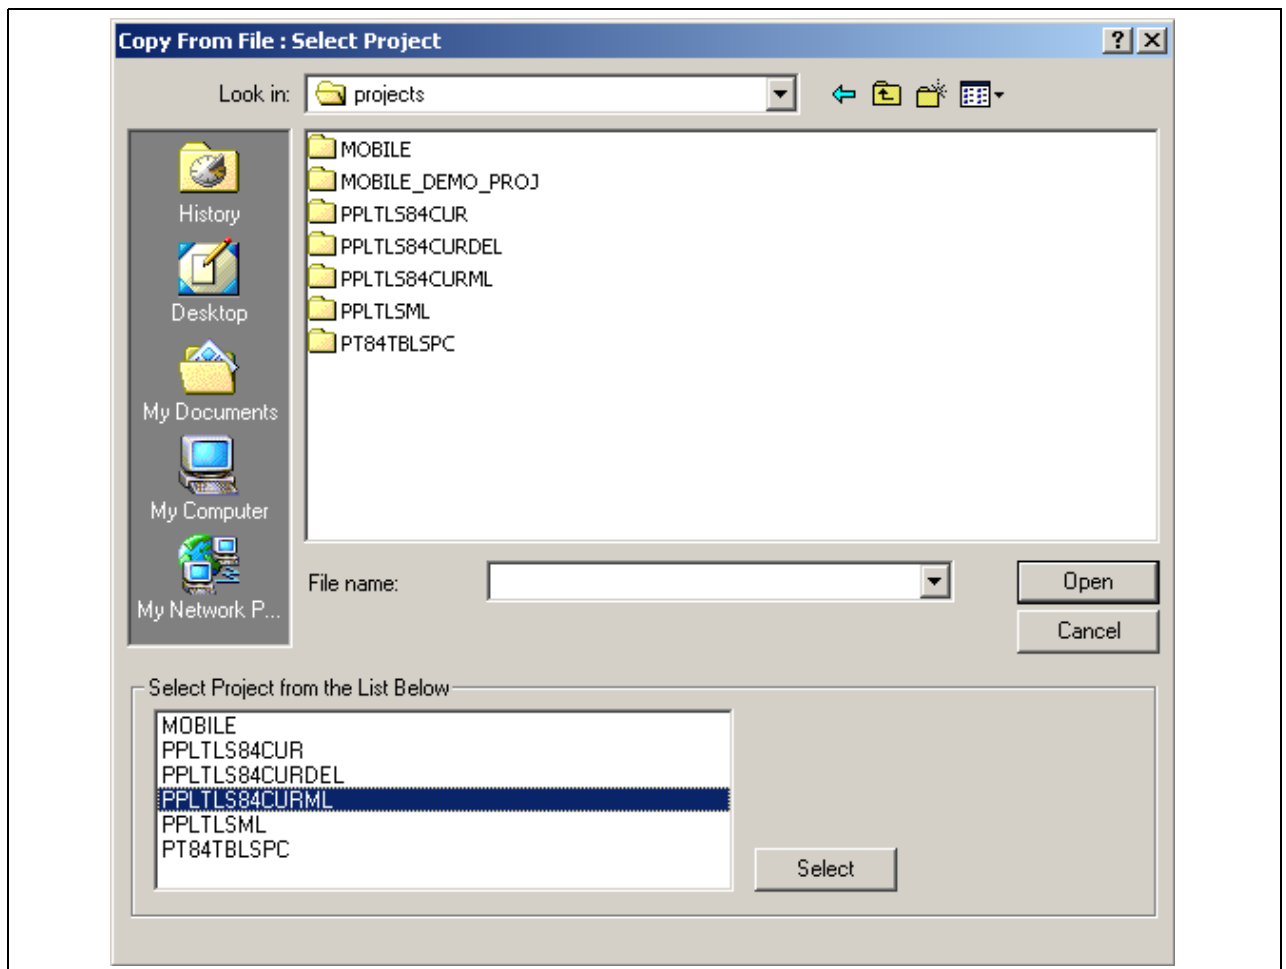 Copy From File : Select Project
Look in:
projects
History
Desktop
My Documents
My Computer
My Network P...
MOBILE
MOBILE_DEMO_PROJ
PPLTLS84CUR
PPLTLS84CURDEL
PPLTLS84CURML
PPLTLSML
PT84TBLSPC
File name:
Open
Cancel
Select Project from the List Below
MOBILE
PPLTLS84CUR
PPLTLS84CURDEL
PPLTLS84CURML
PPLTLSML
PT84TBLSPC
Select